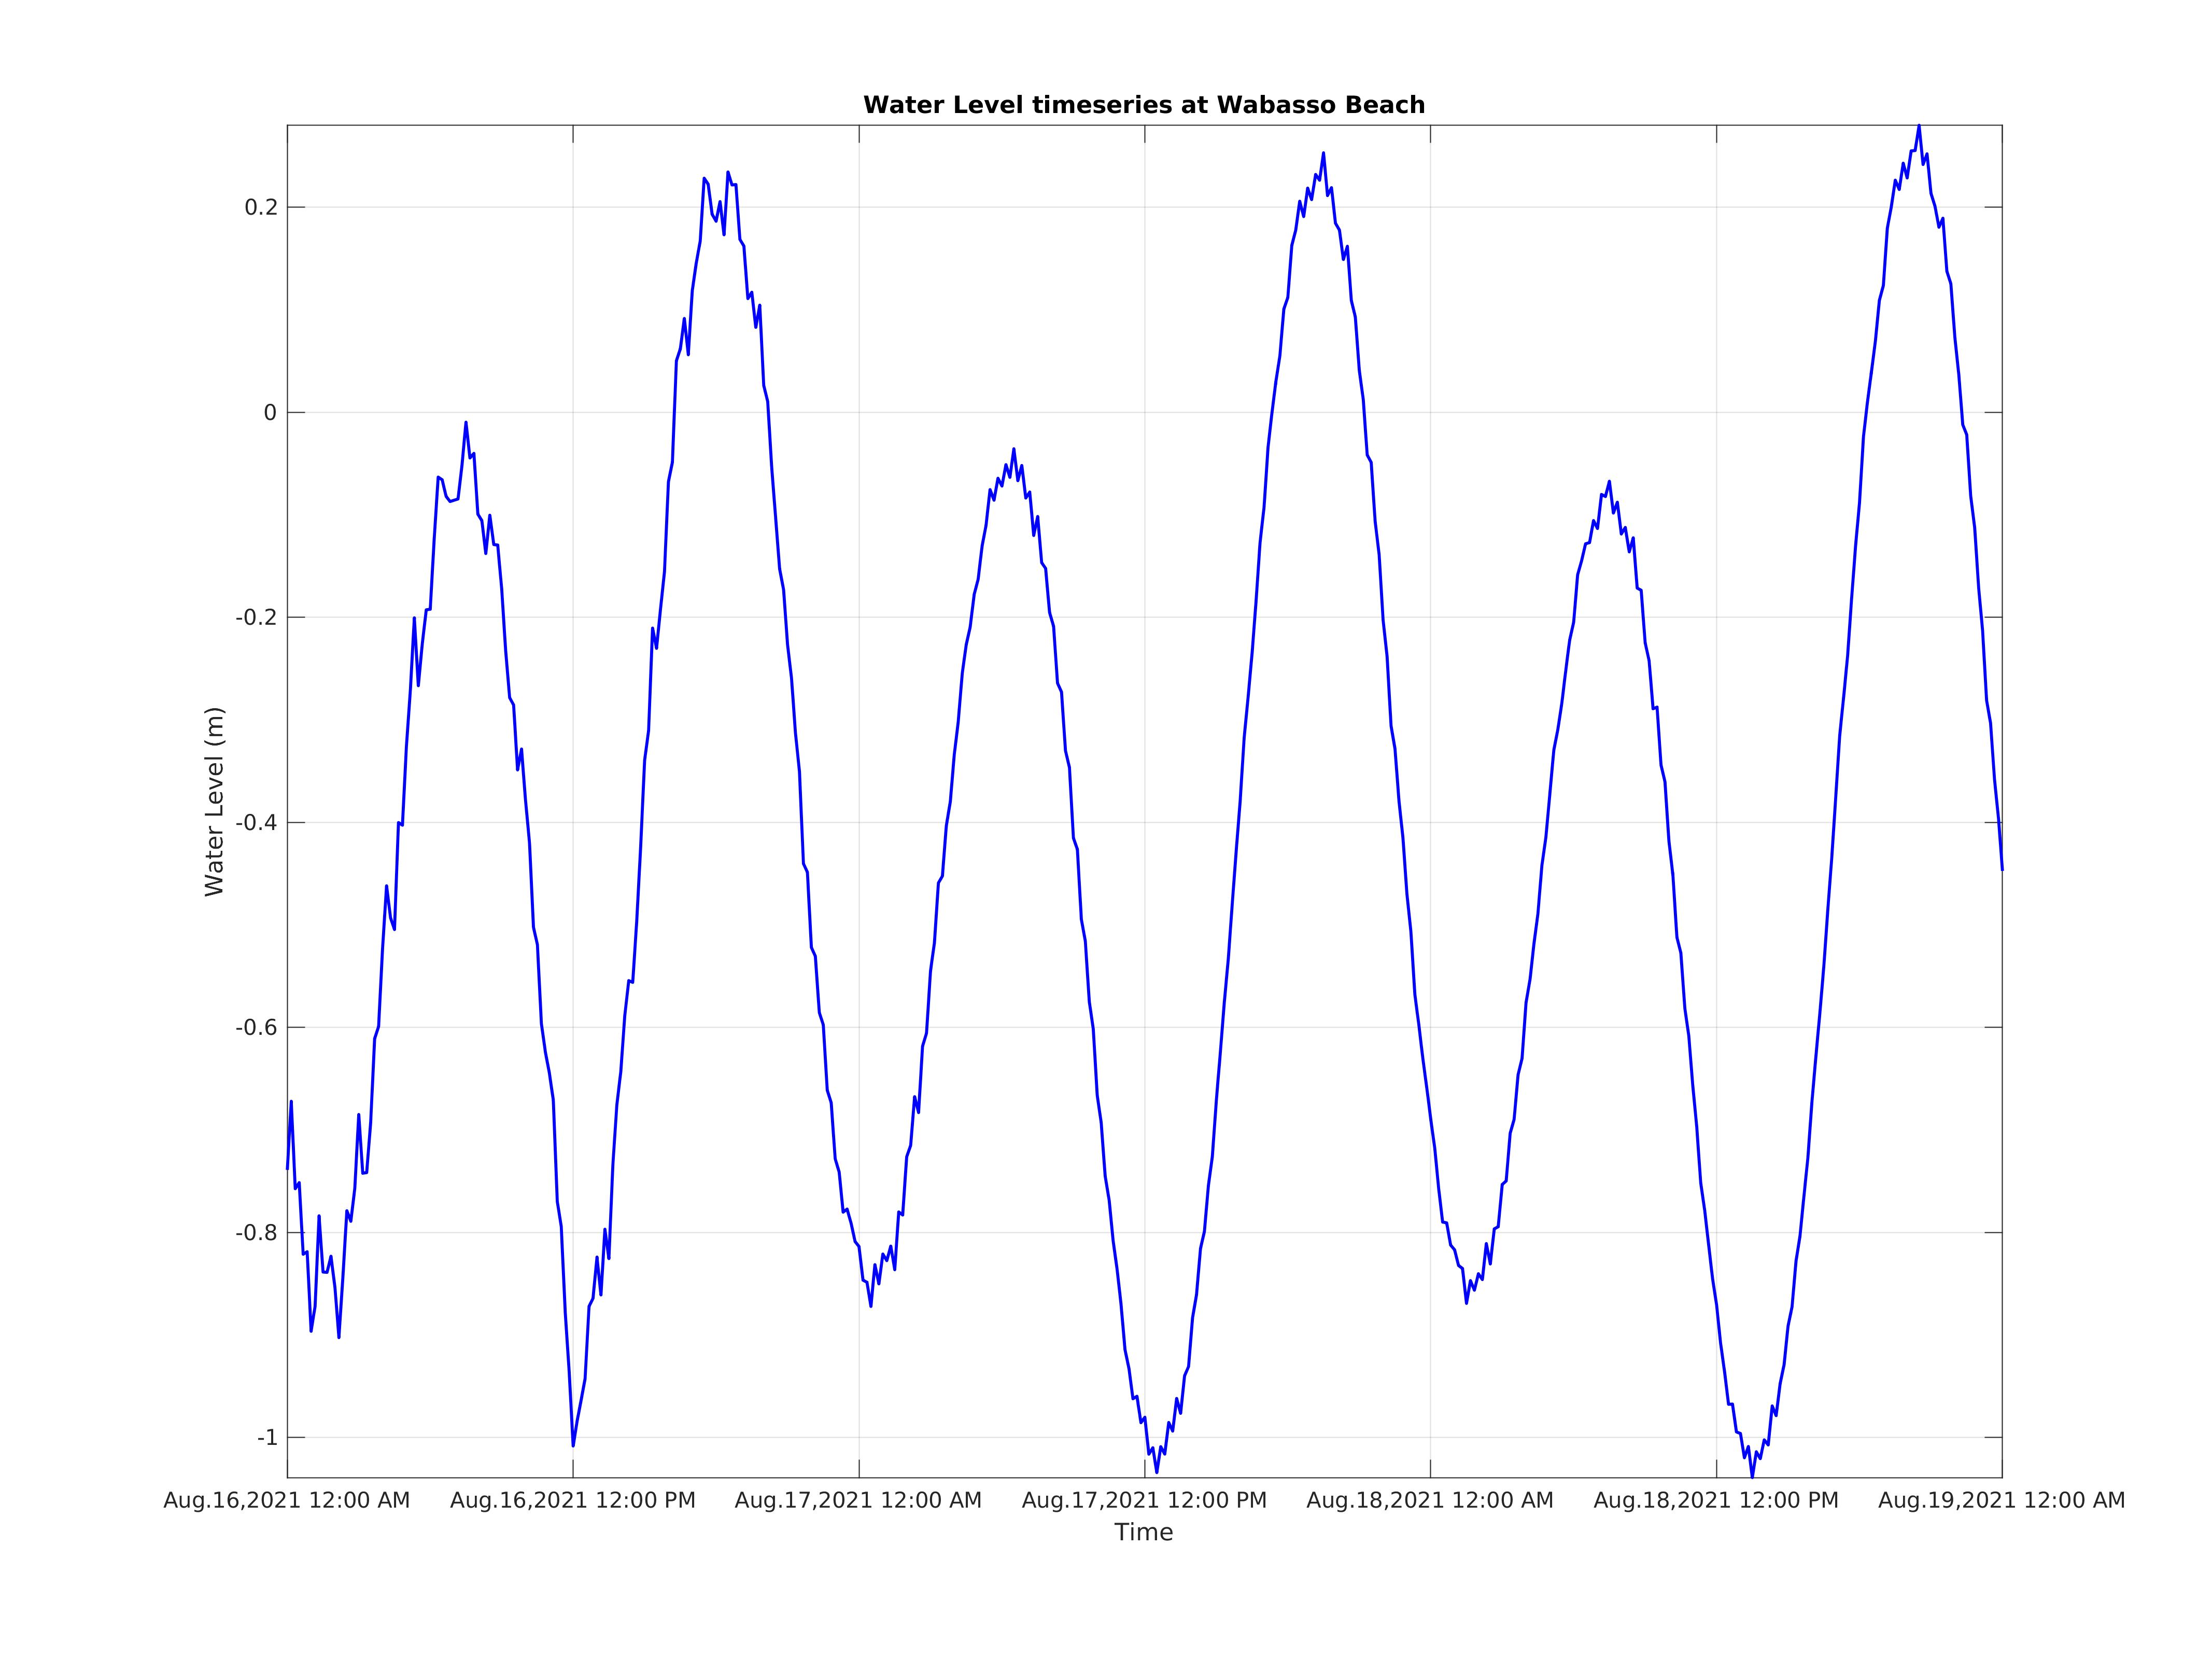 Water Level timeseries at Wabasso Beach
0.2
0
-0.2
-0.4
-0.6
-0.8
-1
Water Level (m)
Aug.16,2021 12:00 AM
Aug.16,2021 12:00 PM
Aug.17,2021 12:00 AM
Aug.17,2021 12:00 PM
Aug.18,2021 12:00 AM
Aug.18,2021 12:00 PM
Aug.19,2021 12:00 AM
Time